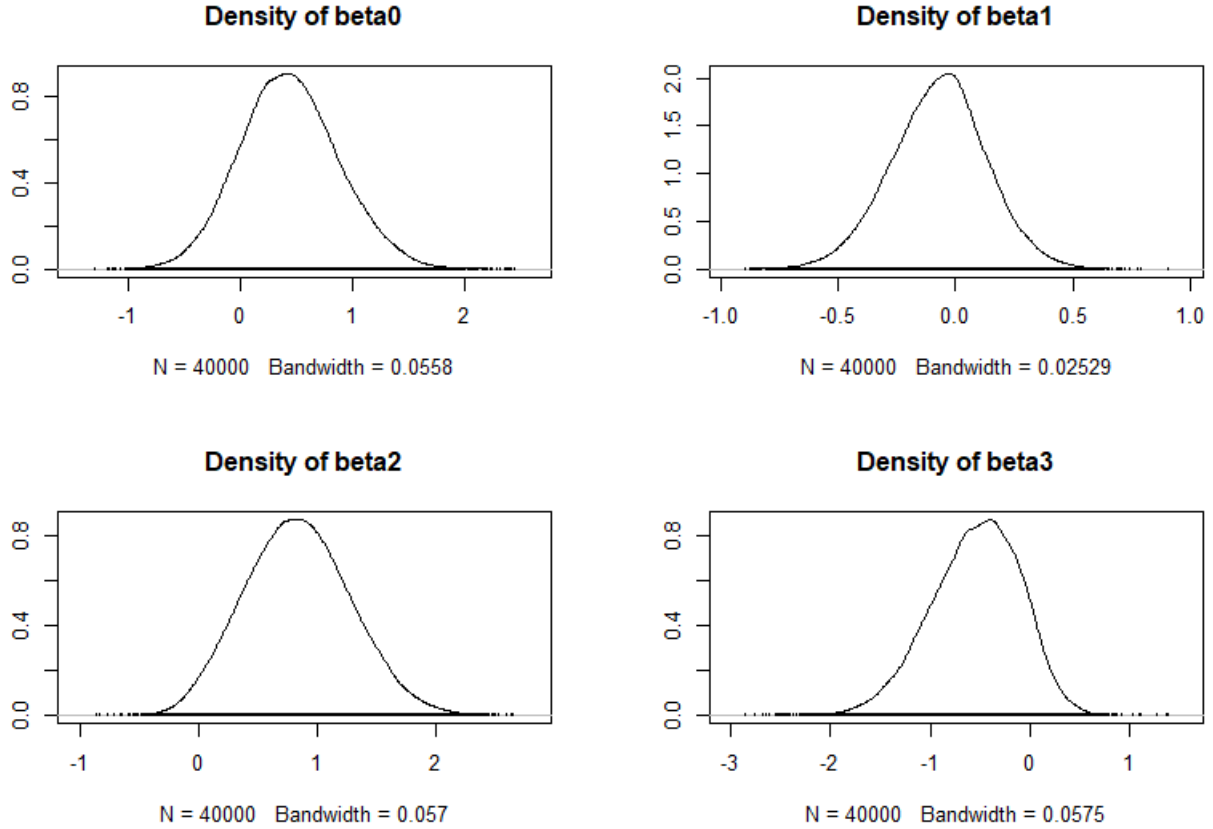 Density of beta0
0.0 0.4 0.8
-1 0 1 2
N = 40000 Bandwidth = 0.0558
Density of beta1
0.0 0.5 1.0 1.5 2.0
-1.0 -0.5 0.0 0.5 1.0
N = 40000 Bandwidth = 0.02529
Density of beta2
0.0 0.4 0.8
-1 0 1 2
N = 40000 Bandwidth = 0.057
Density of beta3
0.0 0.4 0.8
-3 -2 -1 0 1
N = 40000 Bandwidth = 0.0575